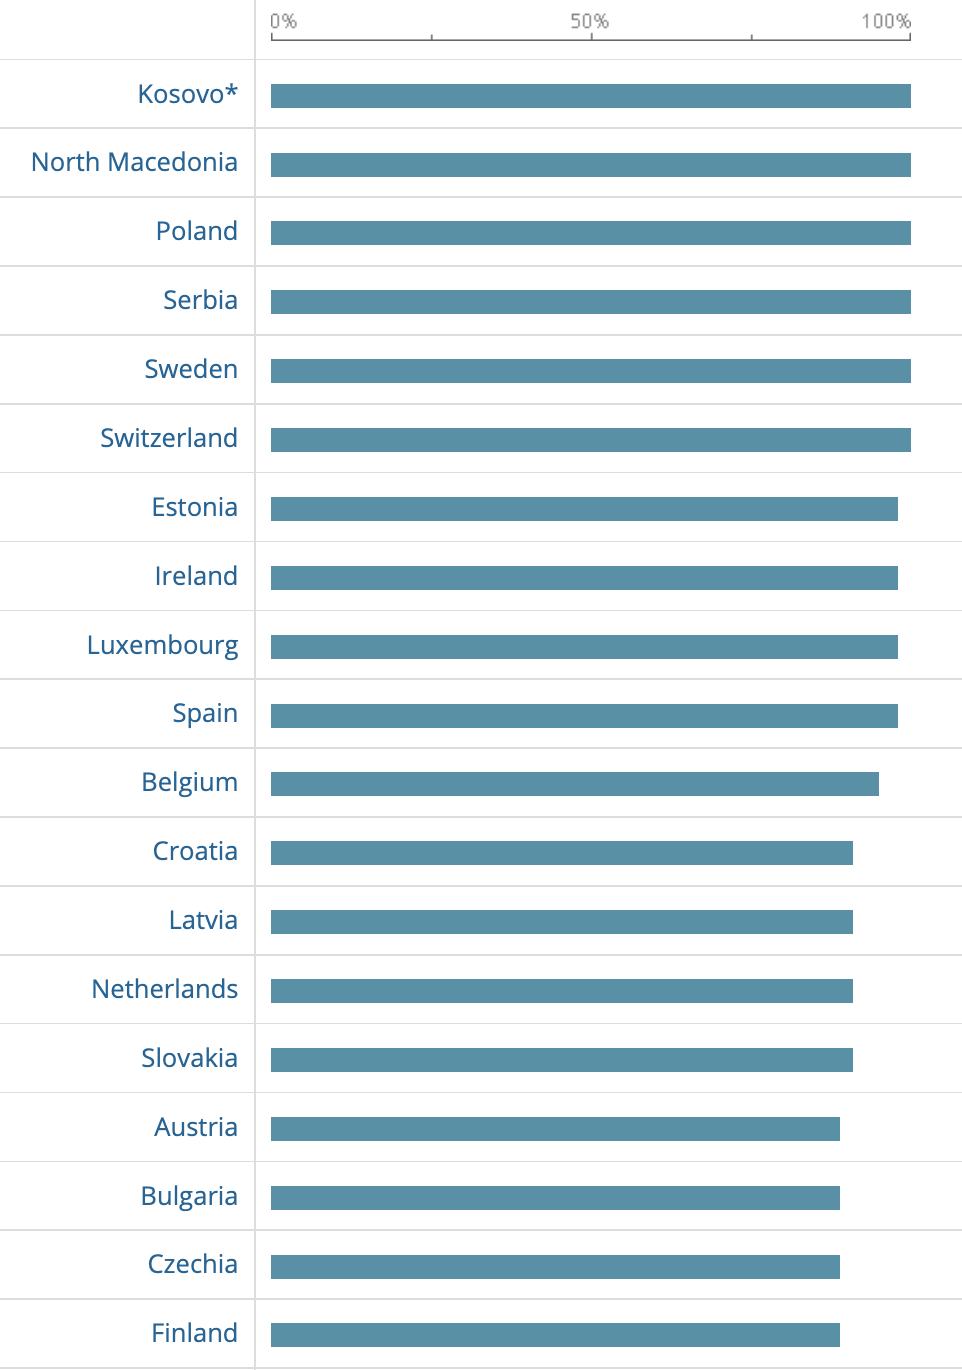 0% 50% 100%
Kosovo*
North Macedonia
Poland
Serbia
Sweden
Switzerland
Estonia
Ireland
Luxembourg
Spain
Belgium
Croatia
Latvia
Netherlands
Slovakia
Austria
Bulgaria
Czechia
Finland